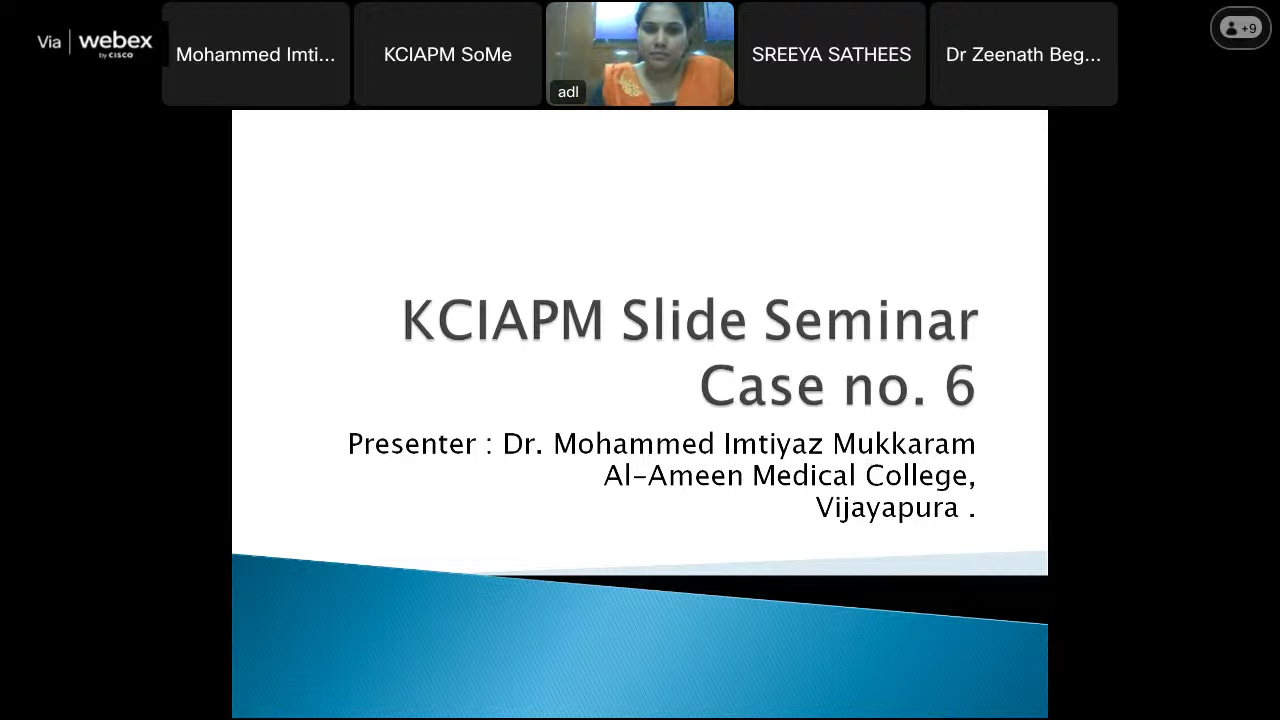 Via webex
by CISCO
Mohammed Imti...
KCIAPM SoMe
adl
SREEYA SATHEES
Dr Zeenath Beg...
+9
KCIAPM Slide Seminar
Case no. 6
Presenter : Dr. Mohammed Imtiyaz Mukkaram
Al-Ameen Medical College,
Vijayapura .